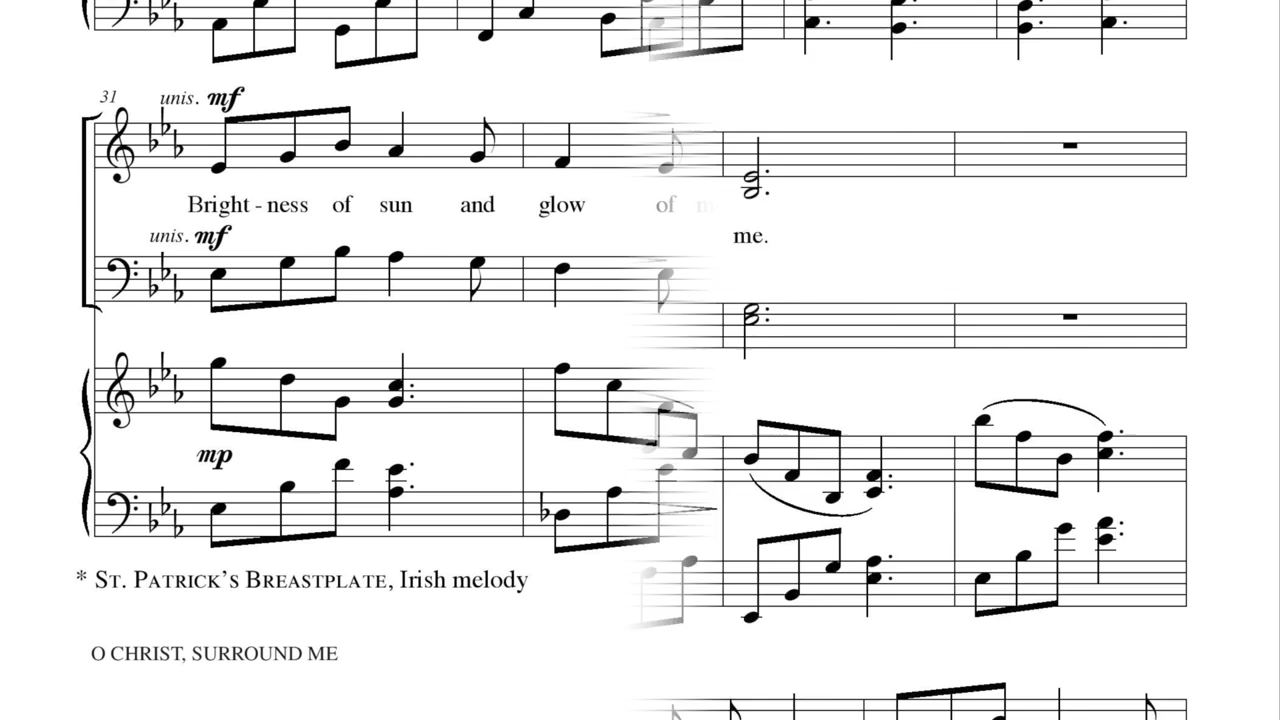 31
unis. mf
Bright - ness of sun and glow of
unis. mf
me.
mp
* St. Patrick's Breastplate, Irish melody
O CHRIST, SURROUND ME